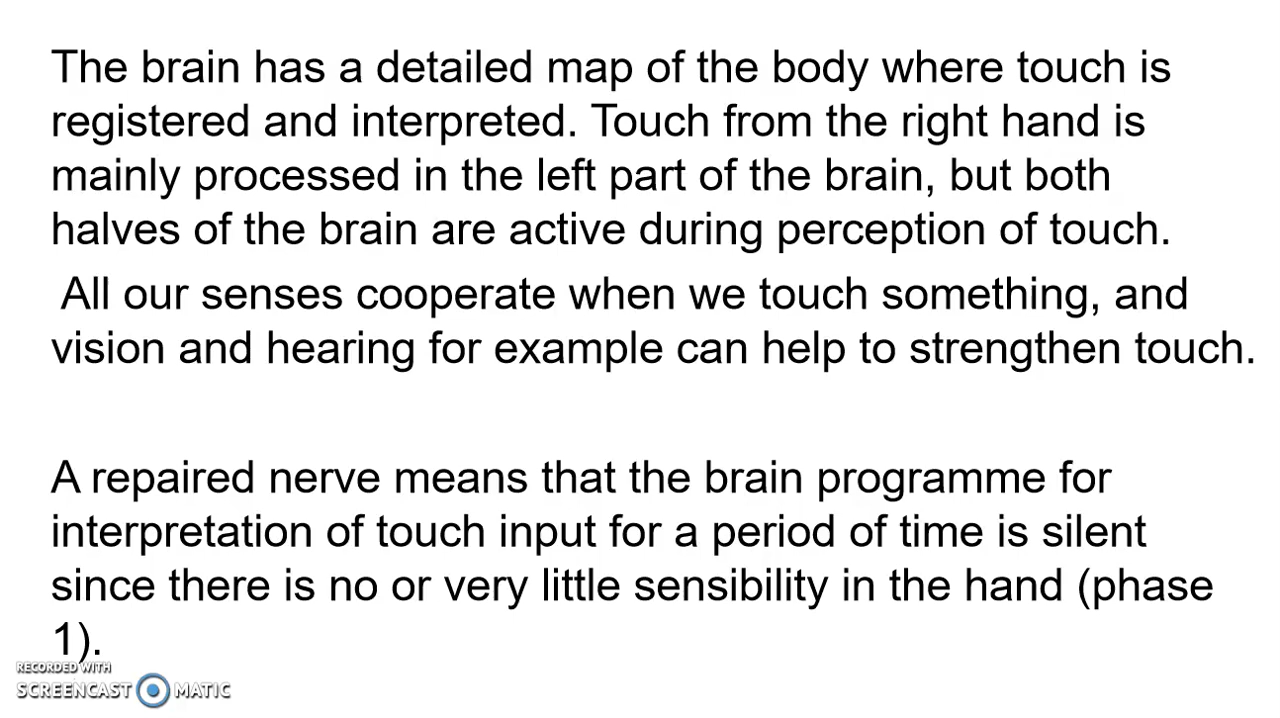 The brain has a detailed map of the body where touch is
registered and interpreted. Touch from the right hand is
mainly processed in the left part of the brain, but both
halves of the brain are active during perception of touch.
All our senses cooperate when we touch something, and
vision and hearing for example can help to strengthen touch.
A repaired nerve means that the brain programme for
interpretation of touch input for a period of time is silent
since there is no or very little sensibility in the hand (phase
1).
RECORDED WITH
SCREENCAST MATIC